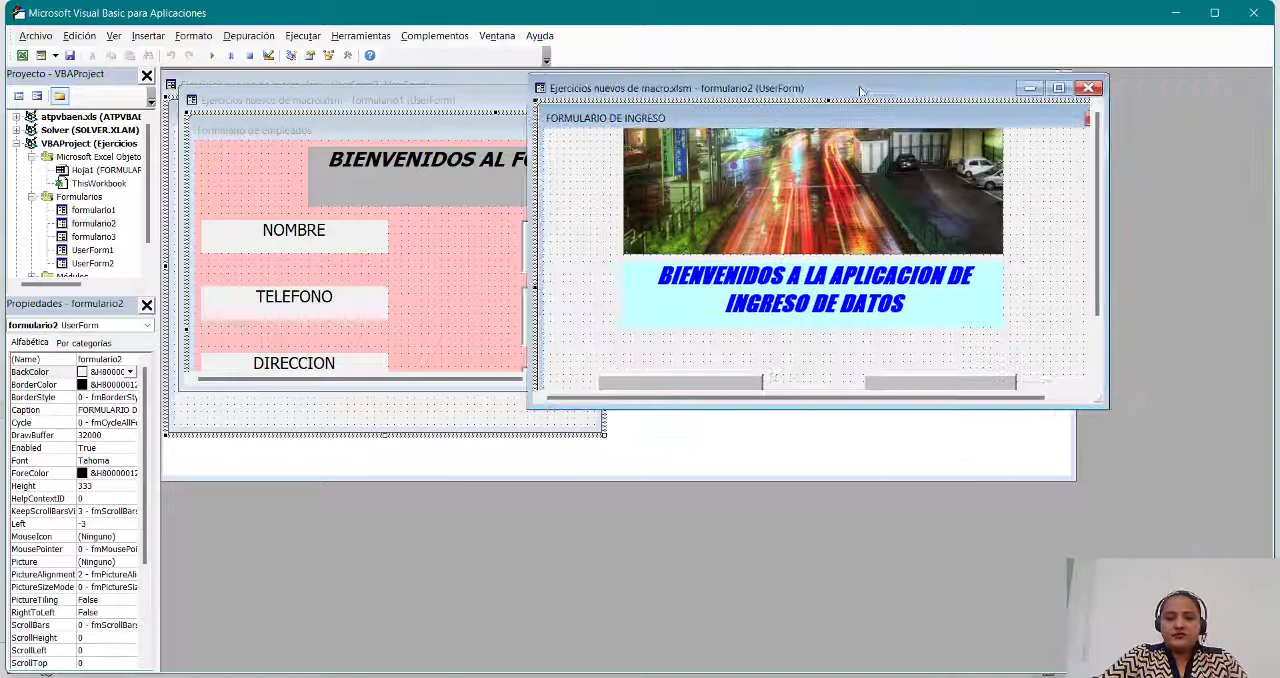 Microsoft Visual Basic para Aplicaciones
Archivo Edición Ver Insertar Formato Depuración Ejecutar Herramientas Complementos Ventana Ayuda
Proyecto - VBAProject
atpvbaen.xls (ATPVBA
Solver (SOLVER.XLAM)
VBAProject (Ejercicios
Microsoft Excel Objeto
Hoja1 (FORMULAR
ThisWorkbook
Formularios
formulario1
formulario2
formulario3
UserForm1
UserForm2
Módulos
Propiedades - formulario2
formulario2 UserForm
Alfabética Por categorías
(Name) formulario2
BackColor &H80000(
BorderColor &H80000012
BorderStyle 0 - fmBorderSty
Caption FORMULARIO D
Cycle 0 - fmCycleAllF
DrawBuffer 32000
Enabled True
Font Tahoma
ForeColor &H80000012
Height 333
HelpContextID 0
KeepScrollBarsVi 3 - fmScrollBars
Left -3
MouseIcon (Ninguno)
MousePointer 0 - fmMousePoi
Picture (Ninguno)
PictureAlignment 2 - fmPictureAli
PictureSizeMode 0 - fmPictureSiz
PictureTiling False
RightToLeft False
ScrollBars 0 - fmScrollBars
ScrollHeight 0
ScrollLeft 0
ScrollTop 0
Ejercicios nuevos de macro.xlsm - formulario1 (UserForm)
Formulario de empleados
BIENVENIDOS AL F
NOMBRE
TELEFONO
DIRECCION
Ejercicios nuevos de macro.xlsm - formulario2 (UserForm)
FORMULARIO DE INGRESO
BIENVENIDOS A LA APLICACION DE
INGRESO DE DATOS